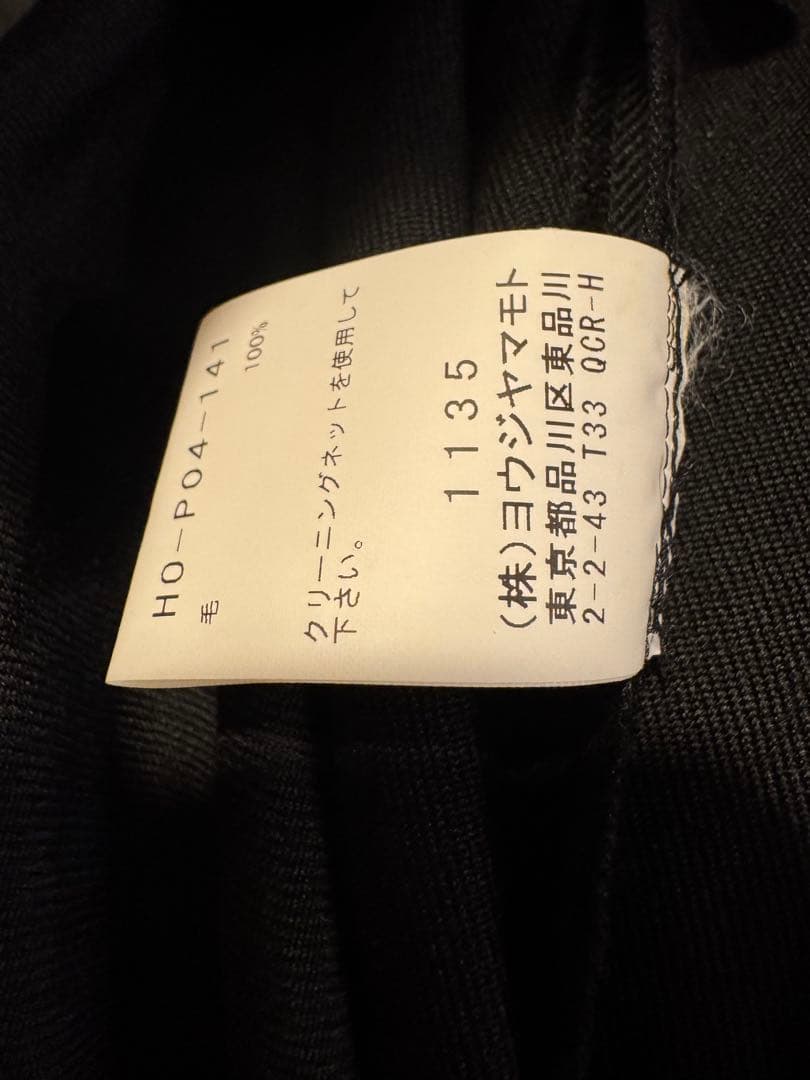 HO-P04-141
毛 100%
クリーニングネットを使用して
下さい。
1135
(株)ヨウジヤマモト
東京都品川区東品川
2-2-43 T33 QCR-H